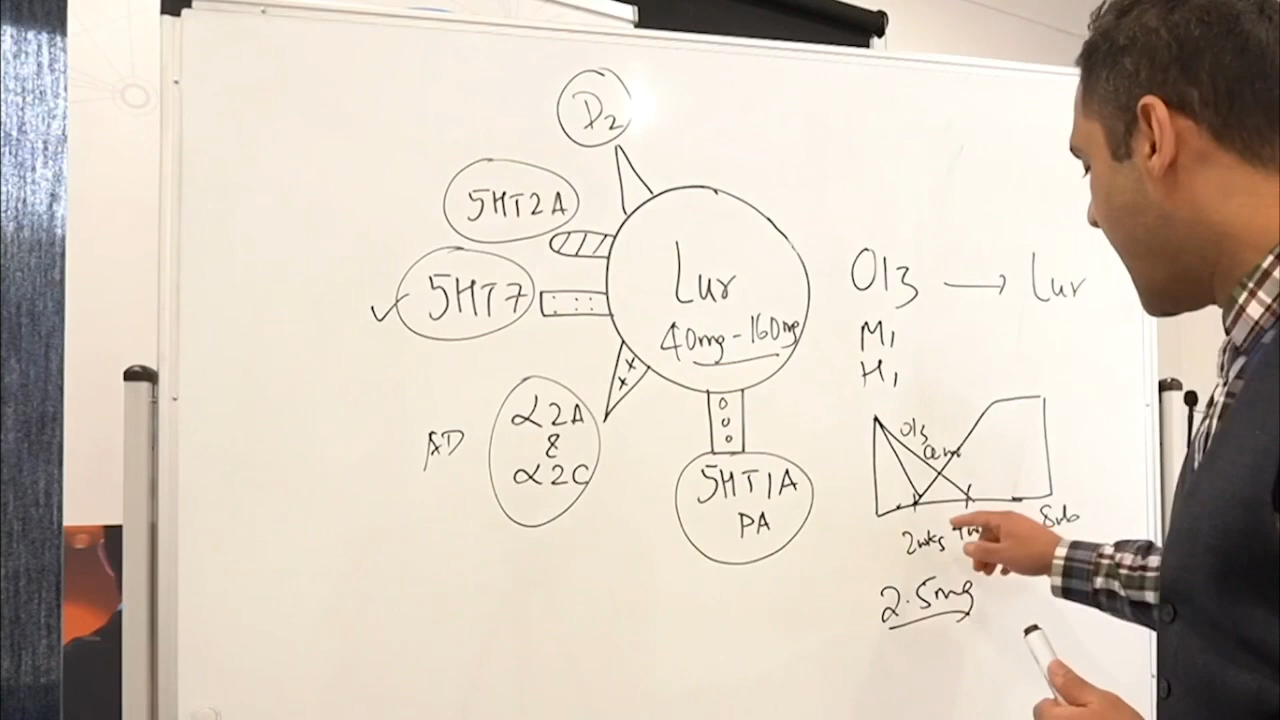 D2
5HT2A
✓ 5HT7
Lur
40mg - 160mg
AD
α2A
&
α2C
5HT1A
PA
Olz → Lur
M1
H1
Olz
2wks
2.5mg